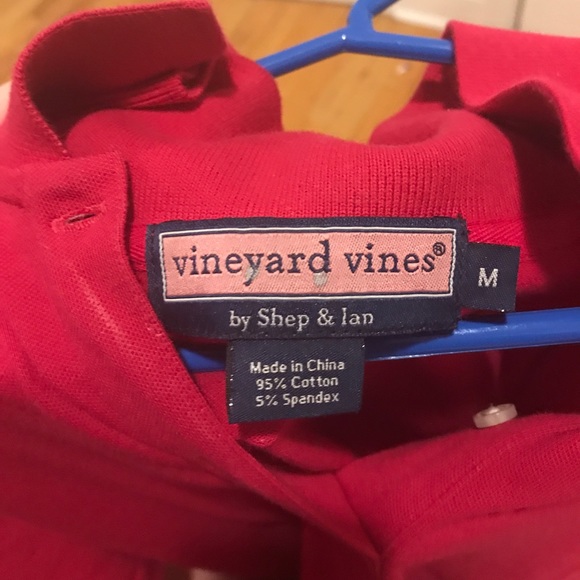 vineyard vines®
M
by Shep & Ian
Made in China
95% Cotton
5% Spandex